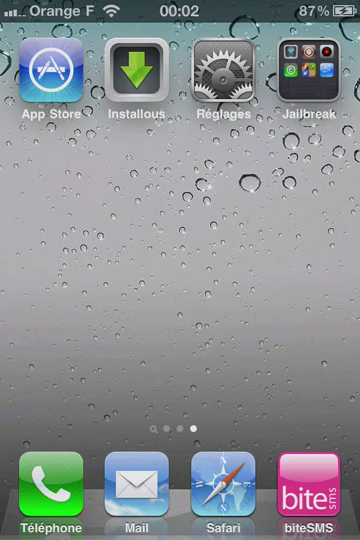 Orange F 00:02 87%
App Store Installous Réglages Jailbreak
bite sms
Téléphone Mail Safari biteSMS